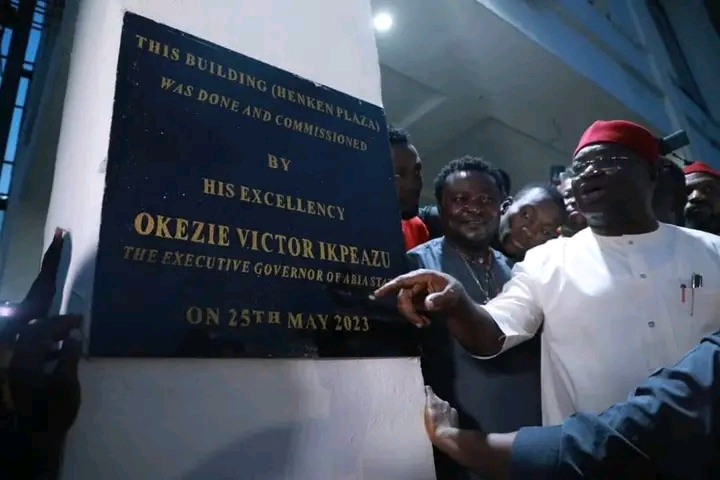 THIS BUILDING (HENKEN PLAZA)
WAS DONE AND COMMISSIONED
BY
HIS EXCELLENCY
OKEZIE VICTOR IKPEAZU
THE EXECUTIVE GOVERNOR OF ABIA STATE
ON 25TH MAY 2023